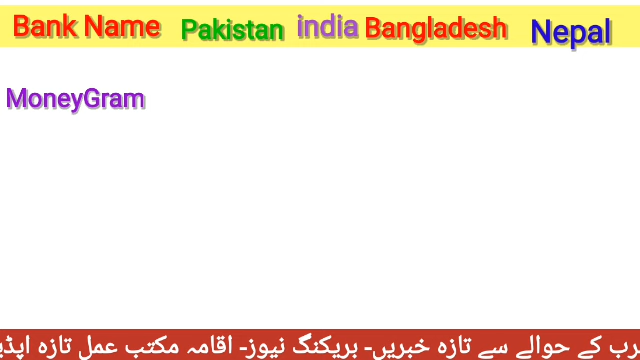 Bank Name Pakistan india Bangladesh Nepal
MoneyGram
کے حوالے سے تازہ خبریں- بریکنگ نیوز- اقامہ مکتب عمل تازہ